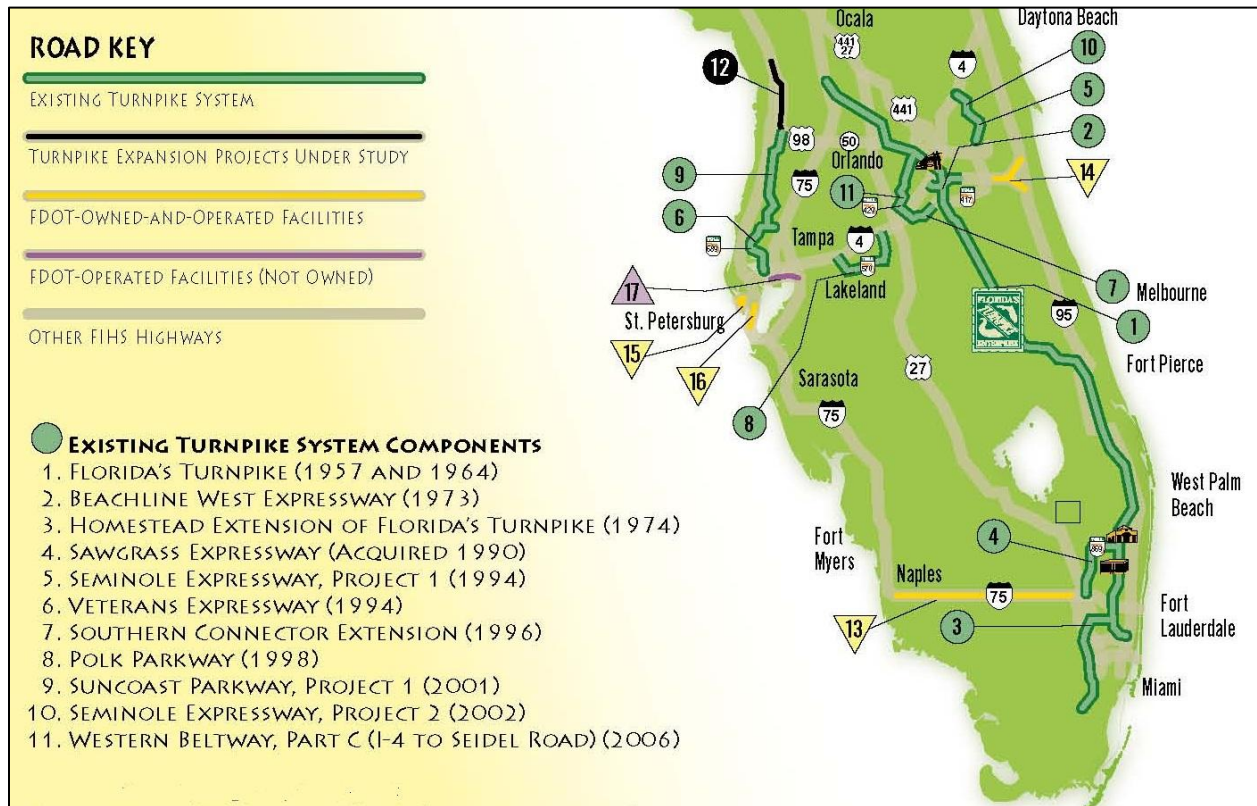 ROAD KEY
EXISTING TURNPIKE SYSTEM
TURNPIKE EXPANSION PROJECTS UNDER STUDY
FDOT-OWNED-AND-OPERATED FACILITIES
FDOT-OPERATED FACILITIES (NOT OWNED)
OTHER FIHS HIGHWAYS
EXISTING TURNPIKE SYSTEM COMPONENTS
1. FLORIDA'S TURNPIKE (1957 AND 1964)
2. BEACHLINE WEST EXPRESSWAY (1973)
3. HOMESTEAD EXTENSION OF FLORIDA'S TURNPIKE (1974)
4. SAWGRASS EXPRESSWAY (ACQUIRED 1990)
5. SEMINOLE EXPRESSWAY, PROJECT 1 (1994)
6. VETERANS EXPRESSWAY (1994)
7. SOUTHERN CONNECTOR EXTENSION (1996)
8. POLK PARKWAY (1998)
9. SUNCOAST PARKWAY, PROJECT 1 (2001)
10. SEMINOLE EXPRESSWAY, PROJECT 2 (2002)
11. WESTERN BELTWAY, PART C (I-4 TO SEIDEL ROAD) (2006)
Ocala
Daytona Beach
441
27
10
12
4
5
441
2
98
50
Orlando
14
9
75
11
429
417
6
Tampa
4
589
570
Lakeland
7
Melbourne
17
FLORIDA'S
TURNPIKE
ENTERPRISE
95
1
St. Petersburg
15
16
Fort Pierce
Sarasota
27
8
75
West Palm
Beach
4
869
Fort
Myers
Naples
75
13
3
Fort
Lauderdale
Miami